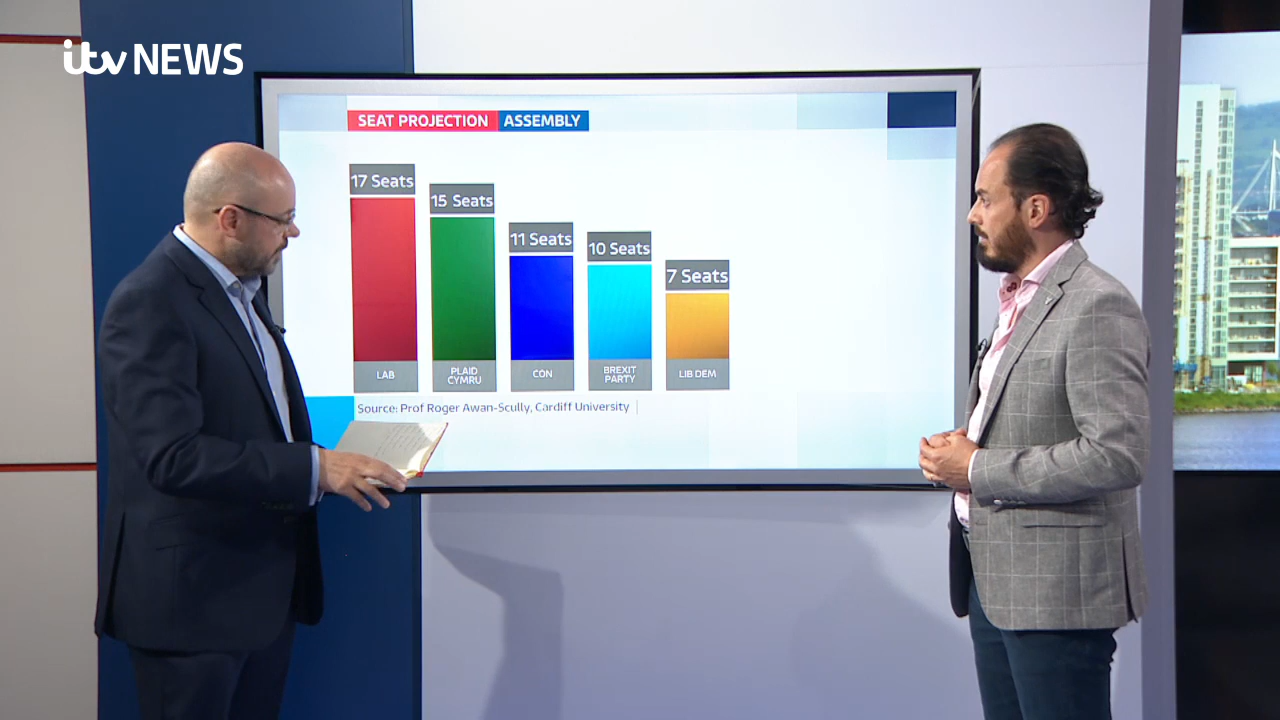 itv NEWS
SEAT PROJECTION ASSEMBLY
17 Seats
15 Seats
11 Seats
10 Seats
7 Seats
LAB
PLAID
CYMRU
CON
BREXIT
PARTY
LIB DEM
Source: Prof Roger Awan-Scully, Cardiff University